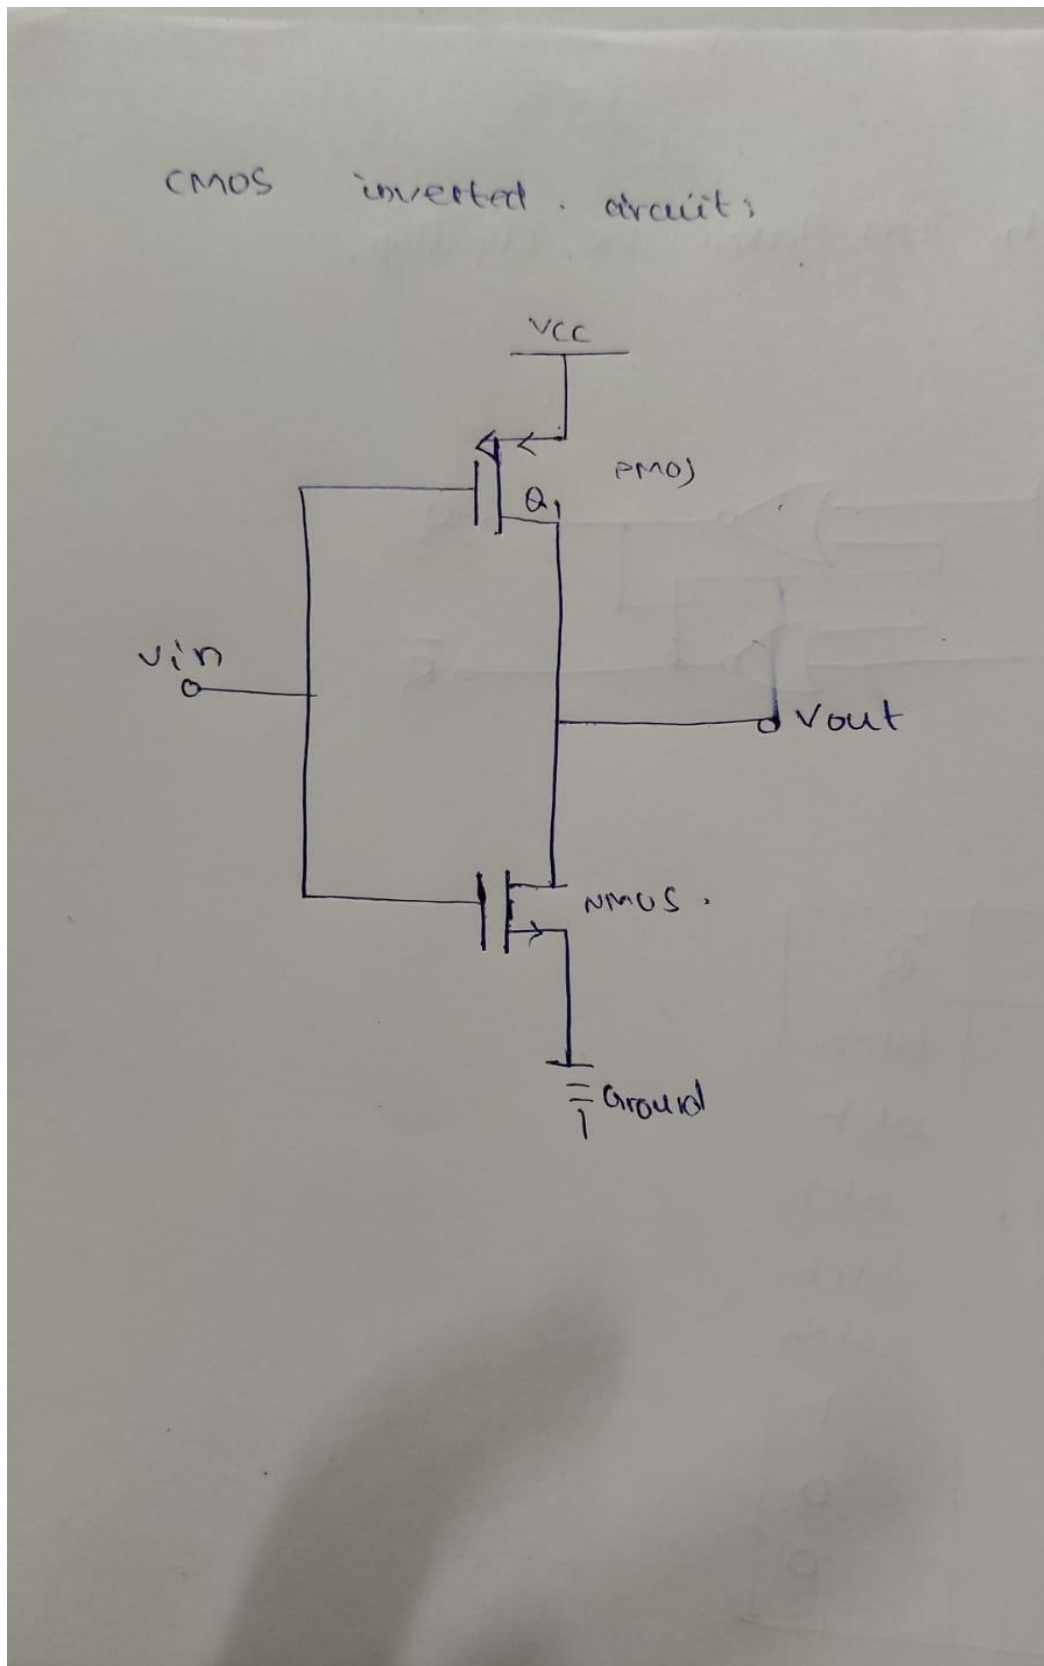 CMOS inverted . circuit:
VCC
PMOS
Q1
Vin
Vout
NMOS .
Ground